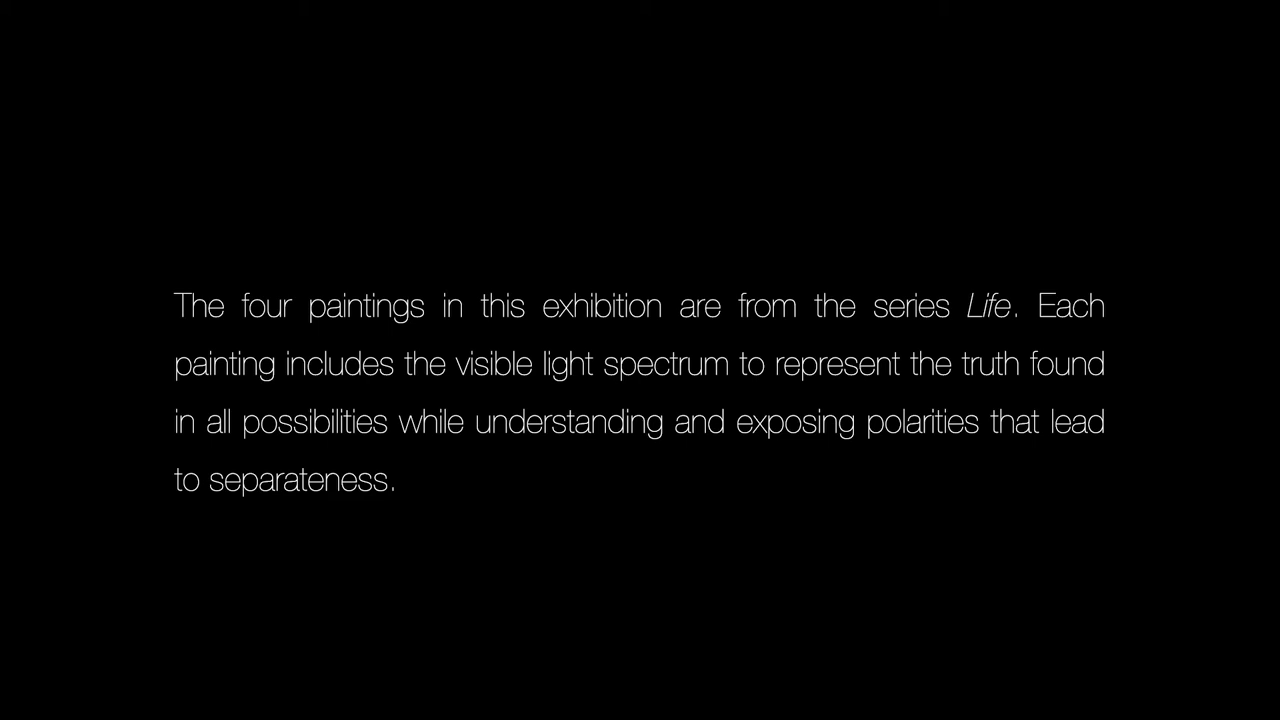 The four paintings in this exhibition are from the series Life. Each
painting includes the visible light spectrum to represent the truth found
in all possibilities while understanding and exposing polarities that lead
to separateness.